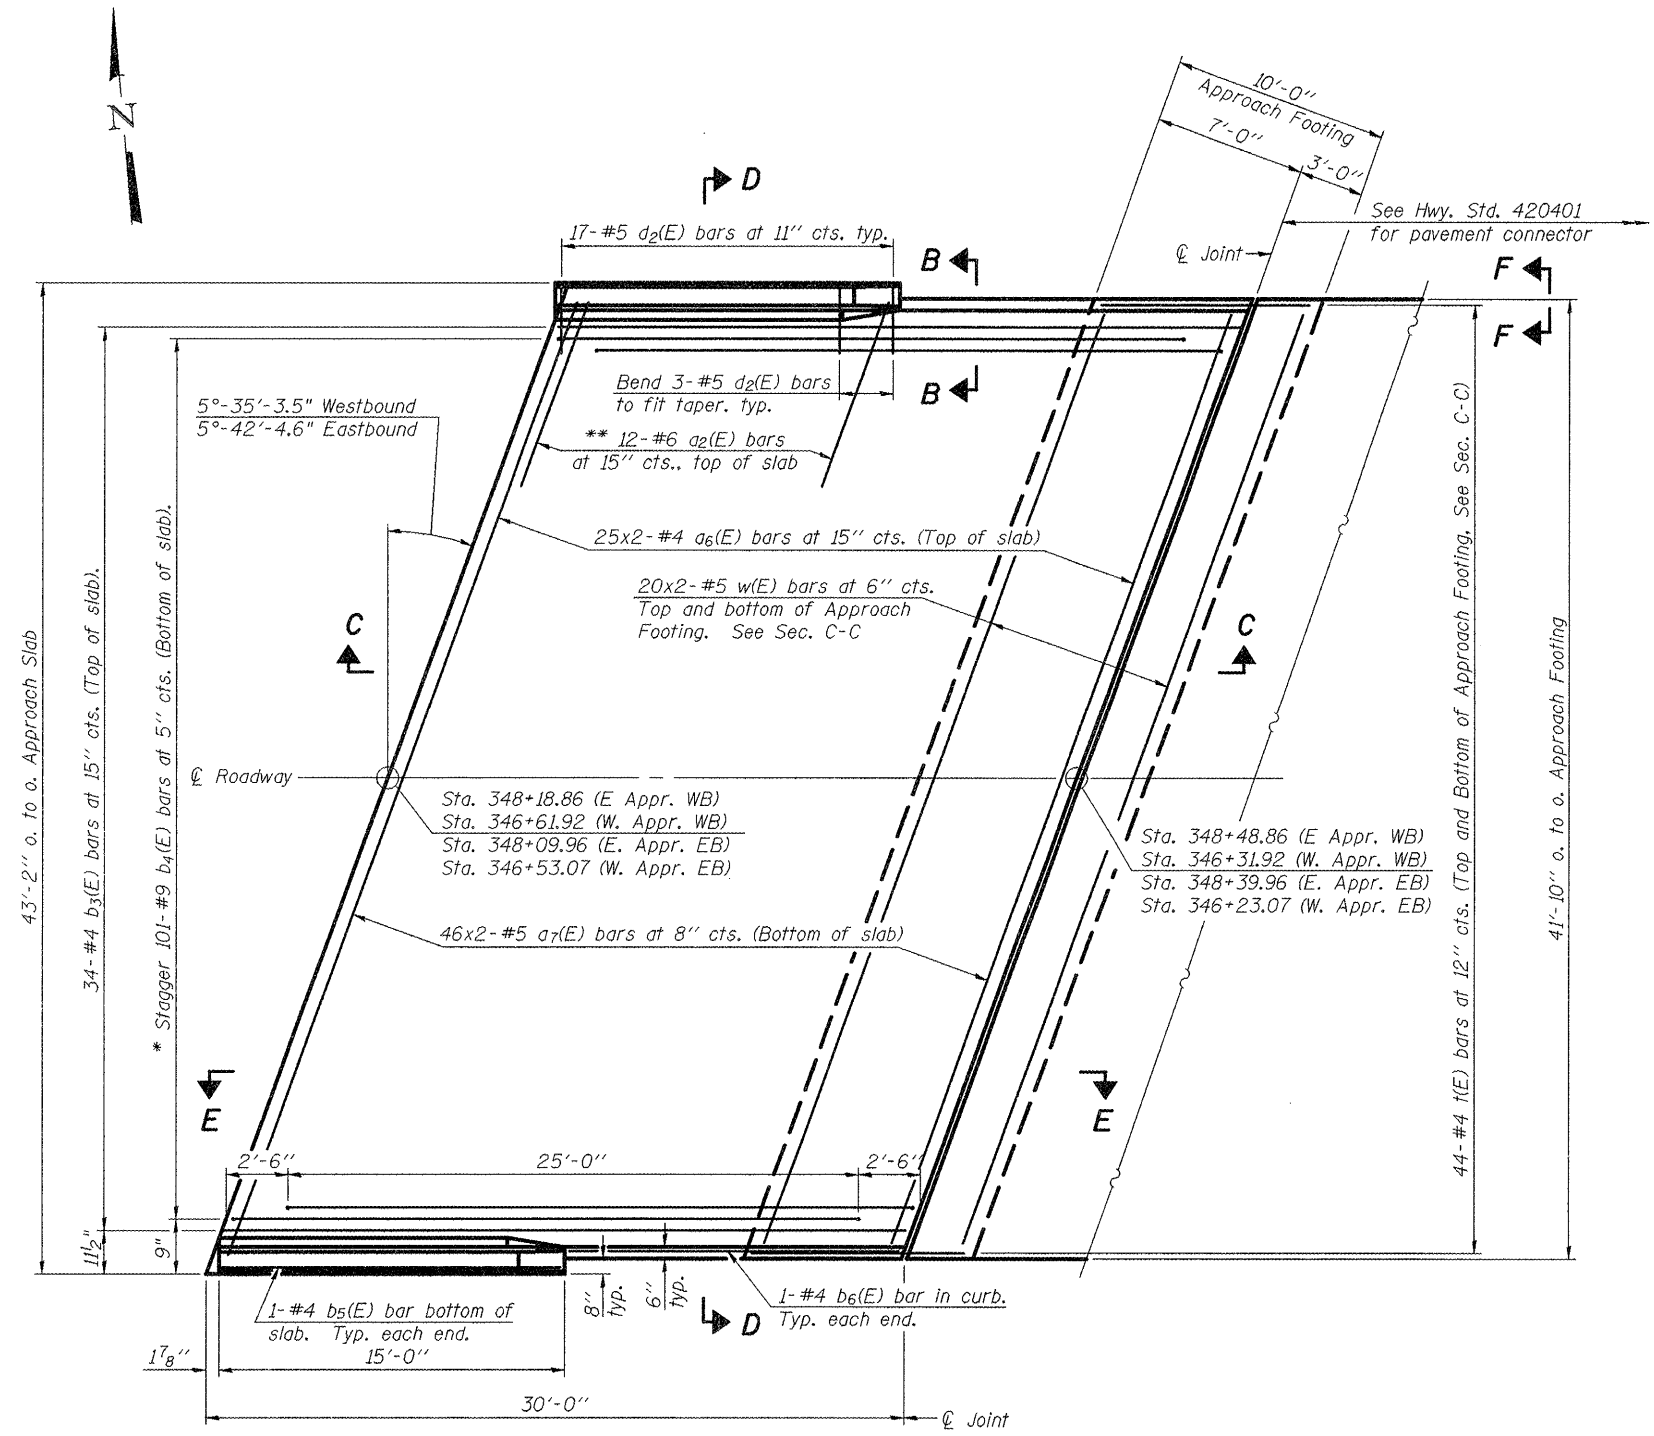 N
10'-0"
Approach Footing
7'-0"
3'-0"
D
See Hwy. Std. 420401
for pavement connector
17-#5 d2(E) bars at 11" cts. typ.
B
℄ Joint
F
F
Bend 3-#5 d2(E) bars
to fit taper. typ.
B
5°-35'-3.5" Westbound
5°-42'-4.6" Eastbound
** 12-#6 a2(E) bars
at 15" cts., top of slab
25x2-#4 a6(E) bars at 15" cts. (Top of slab)
20x2-#5 w(E) bars at 6" cts.
Top and bottom of Approach
Footing. See Sec. C-C
C
C
43'-2" o. to o. Approach Slab
34-#4 b3(E) bars at 15" cts. (Top of slab).
* Stagger 101-#9 b4(E) bars at 5" cts. (Bottom of slab).
44-#4 t(E) bars at 12" cts. (Top and Bottom of Approach Footing, See Sec. C-C)
41'-10" o. to o. Approach Footing
℄ Roadway
Sta. 348+18.86 (E Appr. WB)
Sta. 346+61.92 (W. Appr. WB)
Sta. 348+09.96 (E. Appr. EB)
Sta. 346+53.07 (W. Appr. EB)
Sta. 348+48.86 (E Appr. WB)
Sta. 346+31.92 (W. Appr. WB)
Sta. 348+39.96 (E. Appr. EB)
Sta. 346+23.07 (W. Appr. EB)
46x2-#5 a7(E) bars at 8" cts. (Bottom of slab)
E
E
2'-6"
25'-0"
2'-6"
11½"
9"
8" typ.
6" typ.
D
1-#4 b5(E) bar bottom of
slab. Typ. each end.
1-#4 b6(E) bar in curb.
Typ. each end.
1⅞"
15'-0"
30'-0"
℄ Joint